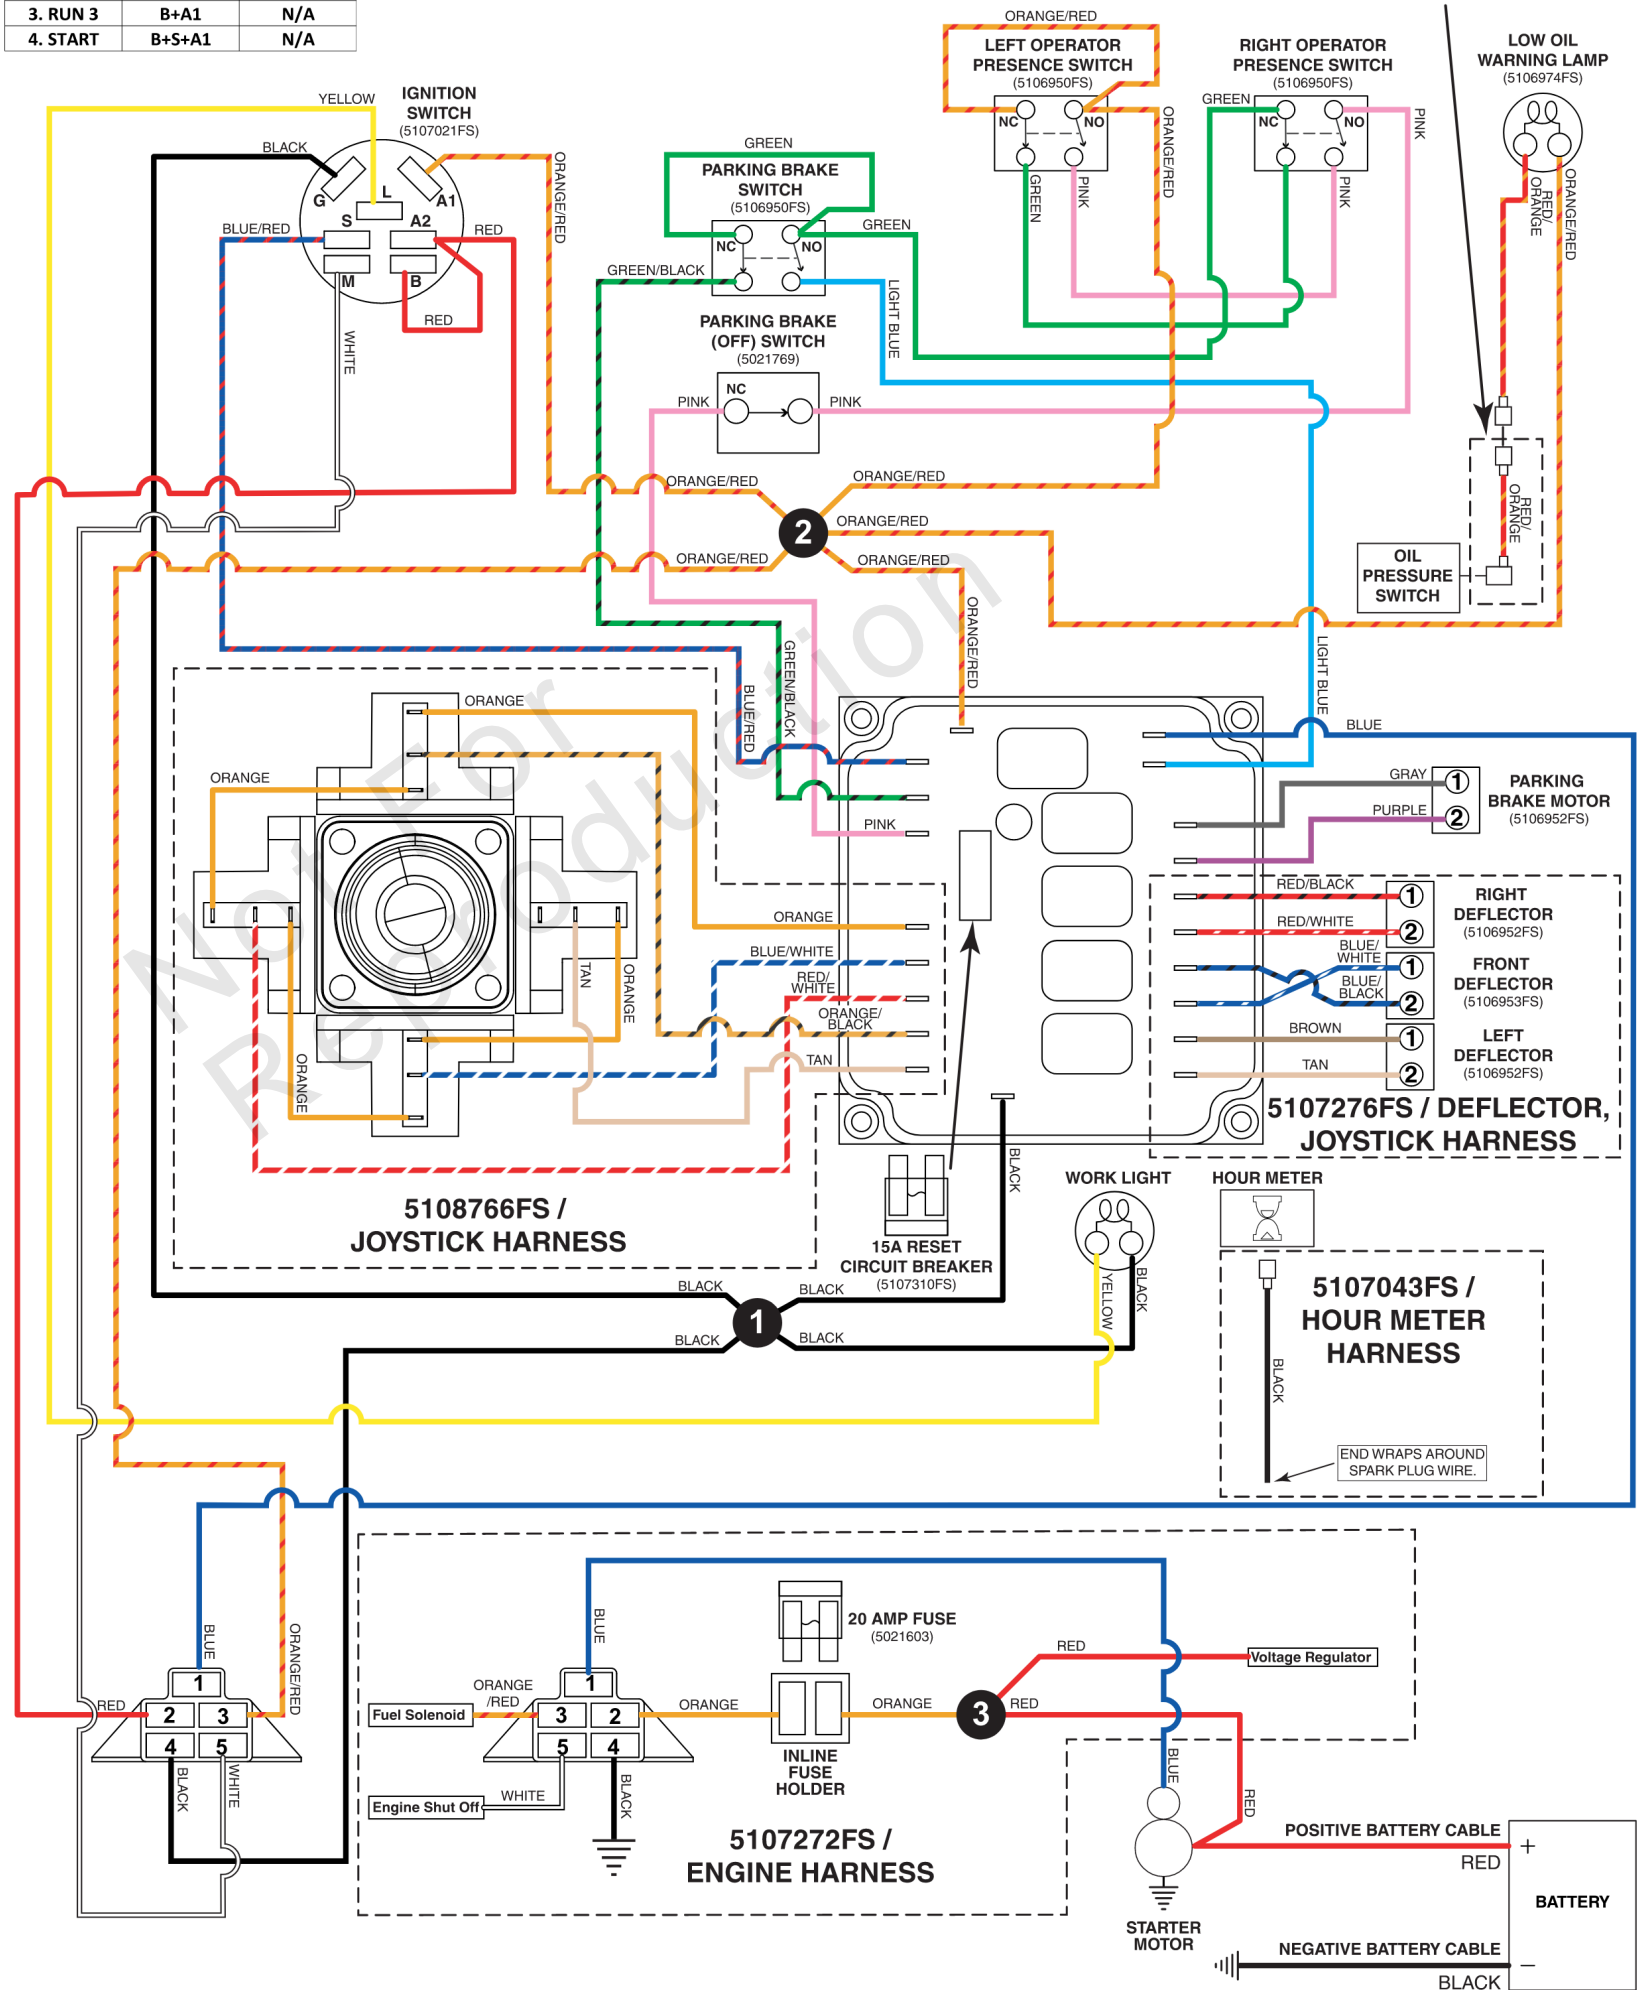 3. RUN 3 B+A1 N/A
4. START B+S+A1 N/A
ORANGE/RED
LEFT OPERATOR
PRESENCE SWITCH
(5106950FS)
NC
NO
ORANGE/RED
GREEN
PINK
RIGHT OPERATOR
PRESENCE SWITCH
(5106950FS)
GREEN
NC
NO
PINK
PINK
LOW OIL
WARNING LAMP
(5106974FS)
RED/
ORANGE
ORANGE/RED
YELLOW
IGNITION
SWITCH
(5107021FS)
BLACK
G
L
A1
S
A2
M
B
BLUE/RED
RED
RED
WHITE
ORANGE/RED
GREEN
PARKING BRAKE
SWITCH
(5106950FS)
NC
NO
GREEN
GREEN/BLACK
LIGHT BLUE
PARKING BRAKE
(OFF) SWITCH
(5021769)
NC
PINK
PINK
ORANGE/RED
ORANGE/RED
2
ORANGE/RED
ORANGE/RED
ORANGE/RED
ORANGE/RED
RED/
ORANGE
OIL
PRESSURE
SWITCH
LIGHT BLUE
Not For
Reproduction
BLUE/RED
GREEN/BLACK
PINK
BLUE
ORANGE
ORANGE
GRAY
1
PURPLE
2
PARKING
BRAKE MOTOR
(5106952FS)
ORANGE
BLUE/WHITE
RED/
WHITE
ORANGE/
BLACK
TAN
TAN
ORANGE
ORANGE
RED/BLACK
1
RED/WHITE
2
RIGHT
DEFLECTOR
(5106952FS)
BLUE/
WHITE
1
BLUE/
BLACK
2
FRONT
DEFLECTOR
(5106953FS)
BROWN
1
TAN
2
LEFT
DEFLECTOR
(5106952FS)
5107276FS / DEFLECTOR,
JOYSTICK HARNESS
5108766FS /
JOYSTICK HARNESS
15A RESET
CIRCUIT BREAKER
(5107310FS)
BLACK
WORK LIGHT
YELLOW
BLACK
HOUR METER
5107043FS /
HOUR METER
HARNESS
BLACK
END WRAPS AROUND
SPARK PLUG WIRE.
BLACK
BLACK
1
BLACK
BLACK
BLUE
ORANGE/RED
1
RED
2
3
4
5
BLACK
WHITE
BLUE
20 AMP FUSE
(5021603)
RED
Voltage Regulator
Fuel Solenoid
ORANGE
/RED
1
3
2
5
4
ORANGE
ORANGE
3
RED
INLINE
FUSE
HOLDER
Engine Shut Off
WHITE
BLACK
BLUE
RED
5107272FS /
ENGINE HARNESS
STARTER
MOTOR
POSITIVE BATTERY CABLE
+
RED
BATTERY
NEGATIVE BATTERY CABLE
−
BLACK